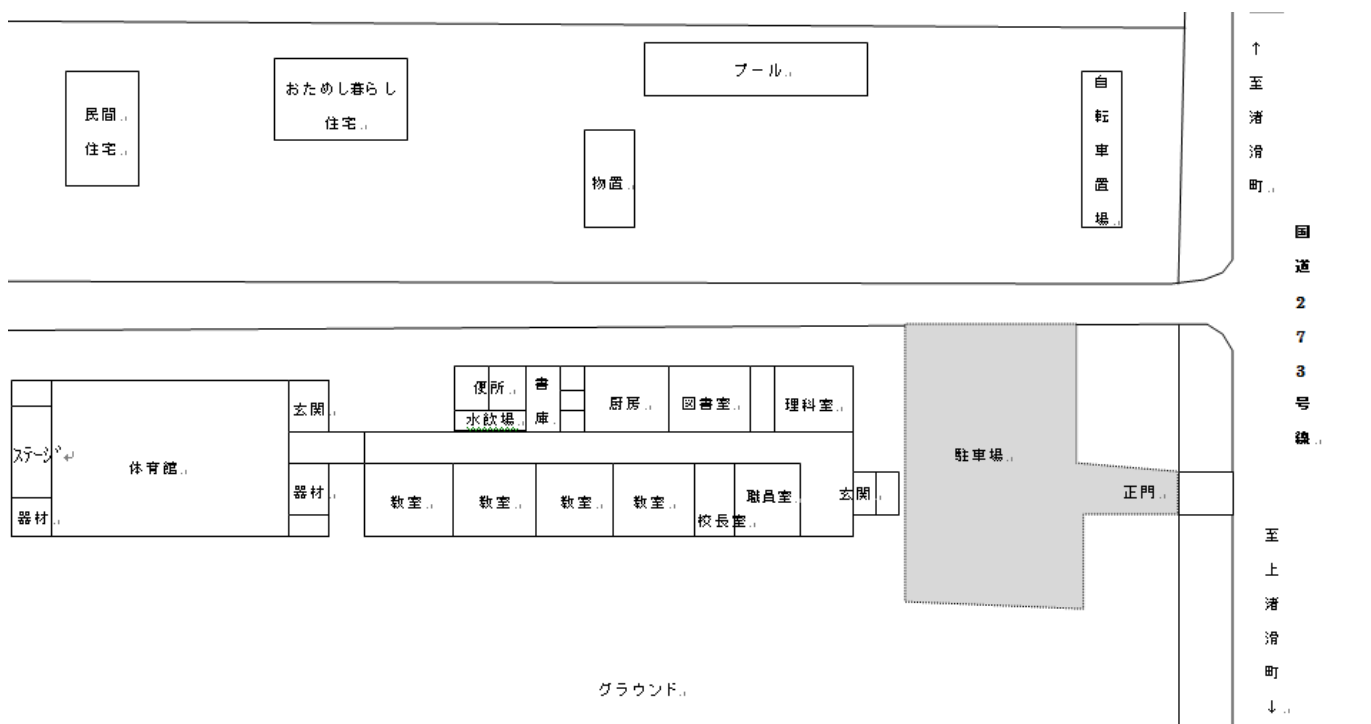 プール
おためし暮らし
住宅
民間
住宅
物置
自転車置場
↑至渚滑町
国道273号線
便所
書庫
水飲場
厨房
図書室
理科室
玄関
ステージ
体育館
器材
器材
教室
教室
教室
教室
校長室
職員室
玄関
駐車場
正門
至上渚滑町↓
グラウンド